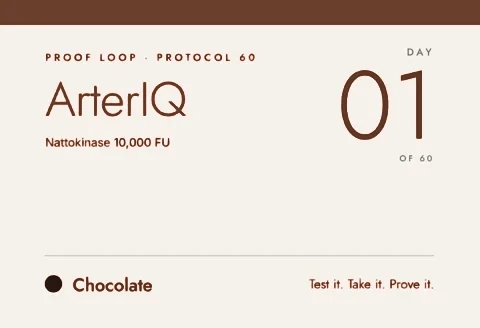 PROOF LOOP · PROTOCOL 60
ArterIQ
Nattokinase 10,000 FU
DAY
01
OF 60
Chocolate
Test it. Take it. Prove it.